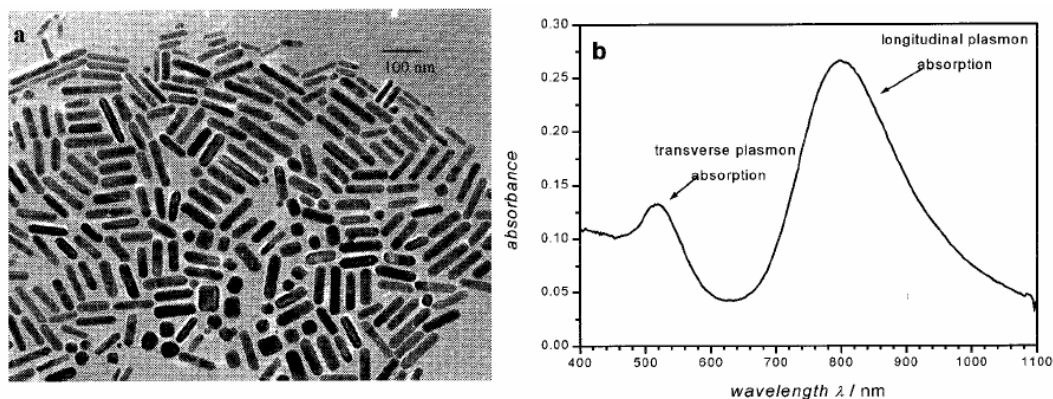 a
100 nm
b
longitudinal plasmon
absorption
transverse plasmon
absorption
absorbance
0.30
0.25
0.20
0.15
0.10
0.05
0.00
400 500 600 700 800 900 1000 1100
wavelength λ / nm